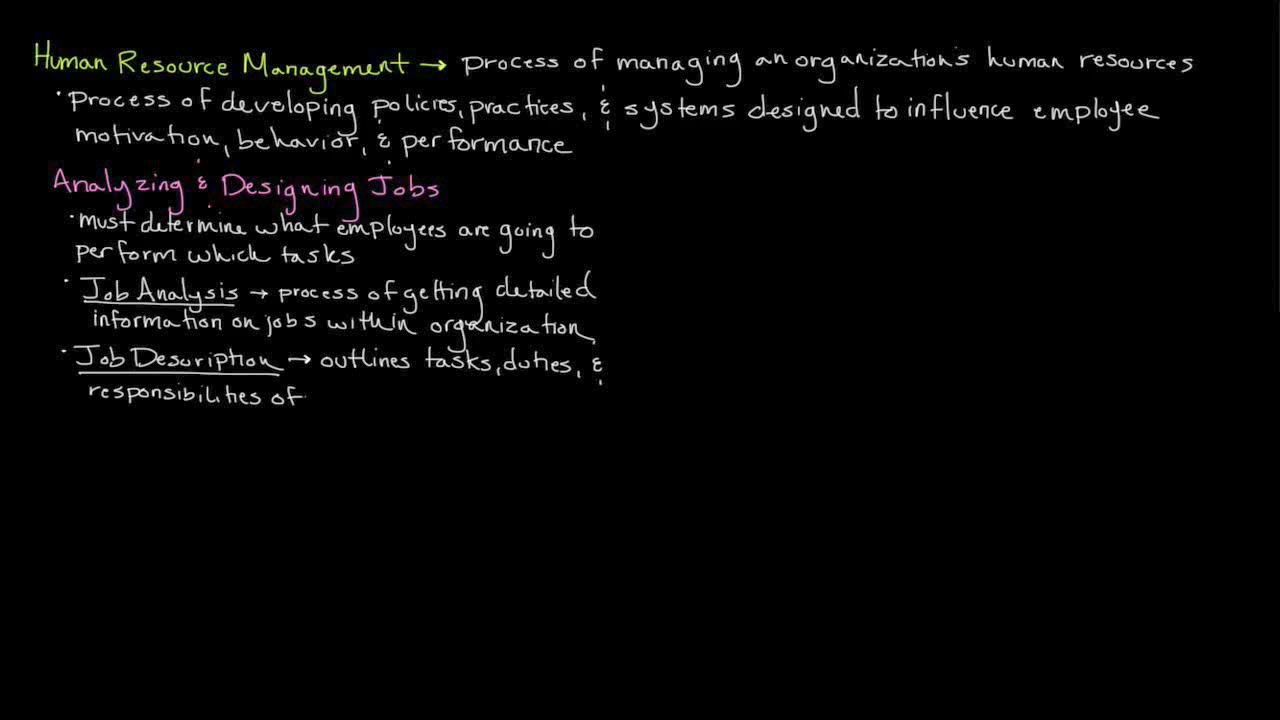 Human Resource Management → process of managing an organization's human resources
• Process of developing policies, practices, & systems designed to influence employee
motivation, behavior, & performance
Analyzing & Designing Jobs
• must determine what employees are going to
perform which tasks
• Job Analysis → process of getting detailed
information on jobs within organization
• Job Description → outlines tasks, duties, &
responsibilities of